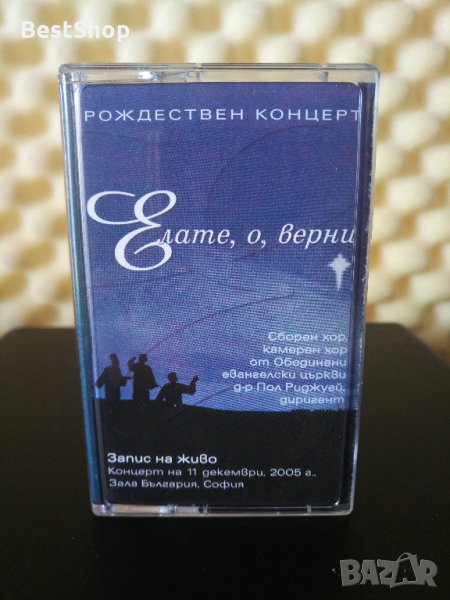 BestShop
РОЖДЕСТВЕН КОНЦЕРТ
Елате, о, верни
Сборен хор,
камерен хор
от Обединени
евангелски църкви
д-р Пол Риджуей,
диригент
Запис на живо
Концерт на 11 декември, 2005 г.,
Зала България, София
BAZAR